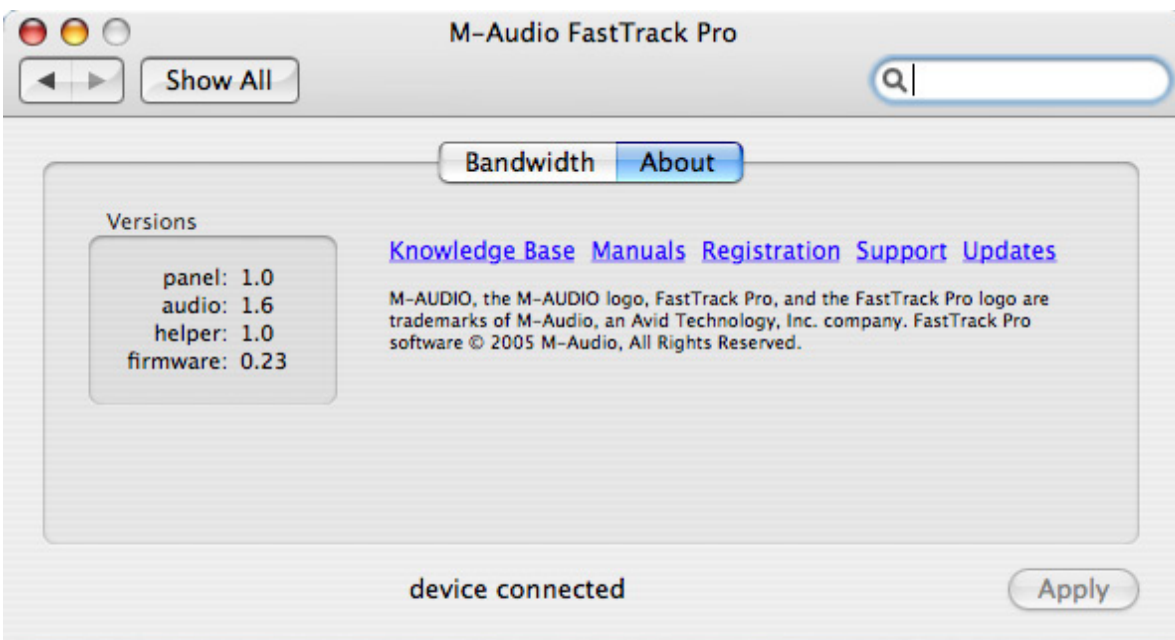 M-Audio FastTrack Pro
Show All
Bandwidth About
Versions
panel: 1.0
audio: 1.6
helper: 1.0
firmware: 0.23
Knowledge Base Manuals Registration Support Updates
M-AUDIO, the M-AUDIO logo, FastTrack Pro, and the FastTrack Pro logo are
trademarks of M-Audio, an Avid Technology, Inc. company. FastTrack Pro
software © 2005 M-Audio, All Rights Reserved.
device connected
Apply